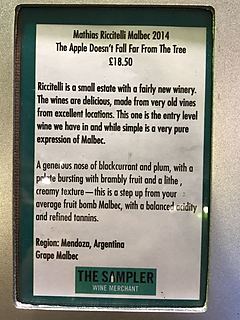 Mathias Riccitelli Malbec 2014
The Apple Doesn't Fall Far From The Tree
£18.50
Riccitelli is a small estate with a fairly new winery.
The wines are delicious, made from very old vines
from excellent locations. This one is the entry level
wine we have in and while simple is a very pure
expression of Malbec.
A generous nose of blackcurrant and plum, with a
palate bursting with brambly fruit and a lithe ,
creamy texture – this is a step up from your
average fruit bomb Malbec, with a balanced acidity
and refined tannins.
Region: Mendoza, Argentina
Grape Malbec
THE SAMPLER
WINE MERCHANT